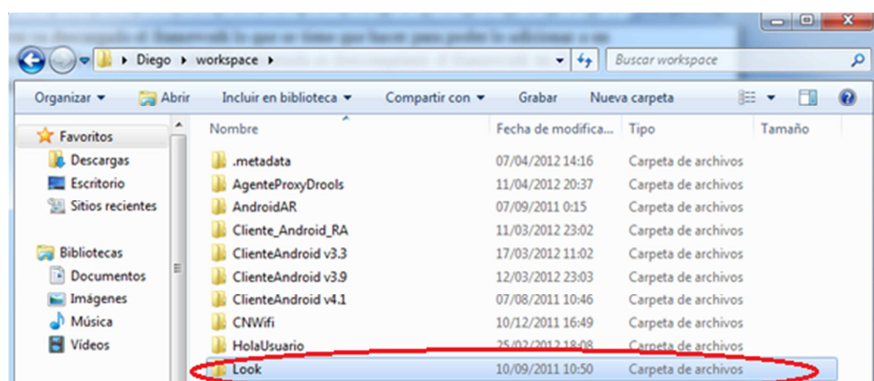 Diego workspace Buscar workspace
Organizar Abrir Incluir en biblioteca Compartir con Grabar Nueva carpeta
Favoritos Nombre Fecha de modifica... Tipo Tamaño
Descargas .metadata 07/04/2012 14:16 Carpeta de archivos
Escritorio AgenteProxyDrools 11/04/2012 20:37 Carpeta de archivos
Sitios recientes AndroidAR 07/09/2011 0:15 Carpeta de archivos
Cliente_Android_RA 11/03/2012 23:02 Carpeta de archivos
Bibliotecas ClienteAndroid v3.3 17/03/2012 11:02 Carpeta de archivos
Documentos ClienteAndroid v3.9 12/03/2012 23:03 Carpeta de archivos
Imágenes ClienteAndroid v4.1 07/08/2011 10:46 Carpeta de archivos
Música CNWifi 10/12/2011 16:49 Carpeta de archivos
Vídeos HolaUsuario 25/02/2012 18:08 Carpeta de archivos
Look 10/09/2011 10:50 Carpeta de archivos